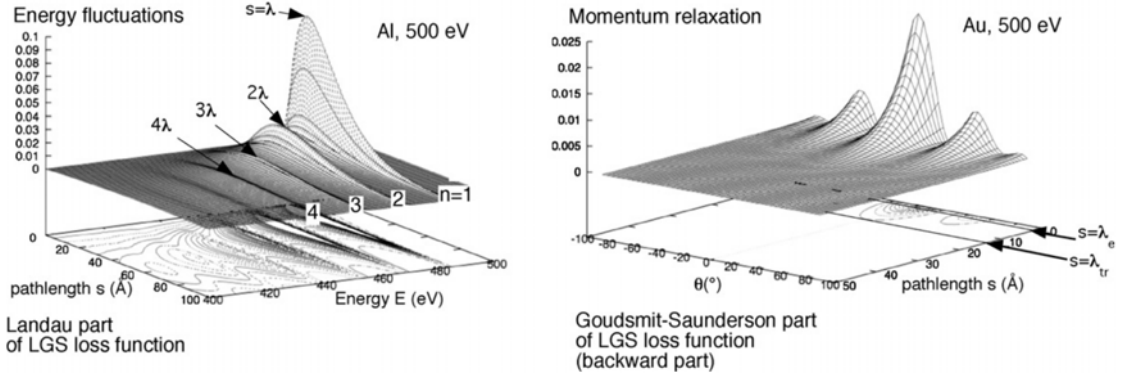 Energy fluctuations
s=λ
Al, 500 eV
0.1
0.09
0.08
0.07
0.06
0.05
0.04
0.03
0.02
0.01
0
2λ
3λ
4λ
n=1
2
3
4
0
20
40
60
80
100
400
420
440
460
480
500
pathlength s (Å)
Energy E (eV)
Landau part
of LGS loss function
Momentum relaxation
Au, 500 eV
0.025
0.02
0.015
0.01
0.005
0
-100
-80
-60
-40
-20
0
20
40
60
80
100
50
40
30
20
10
0
s=λe
s=λtr
θ(°)
pathlength s (Å)
Goudsmit-Saunderson part
of LGS loss function
(backward part)